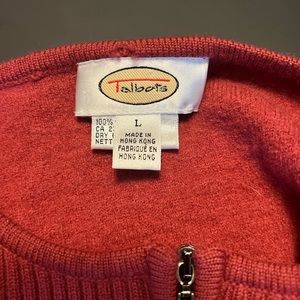 Talbots
L
100%
CA
DRY
NETT
MADE IN
HONG KONG
FABRIQUÉ EN
HONG KONG